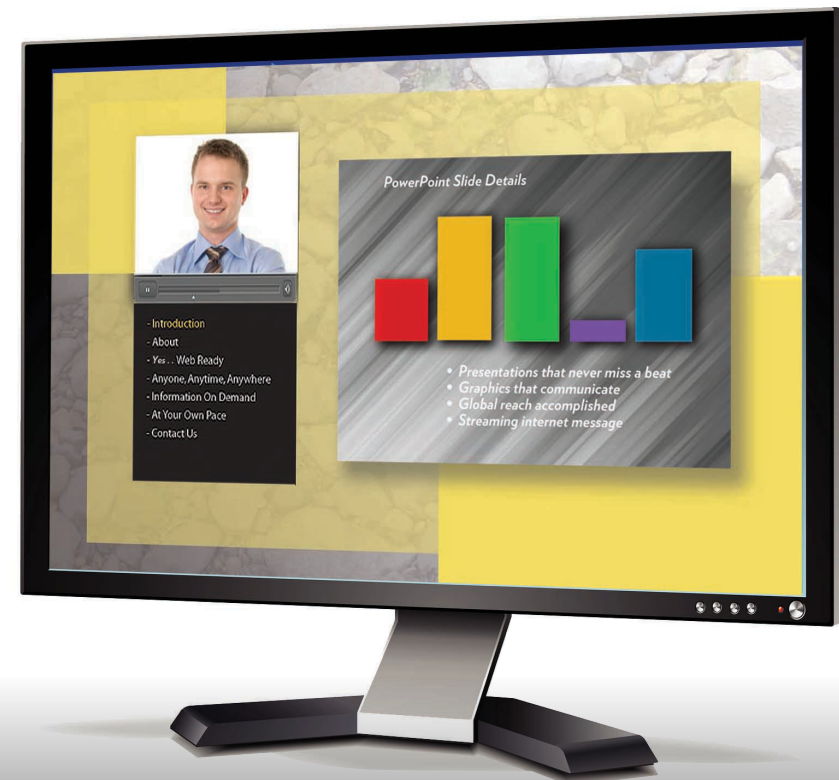 - Introduction
- About
- Yes . . Web Ready
- Anyone, Anytime, Anywhere
- Information On Demand
- At Your Own Pace
- Contact Us
PowerPoint Slide Details
• Presentations that never miss a beat
• Graphics that communicate
• Global reach accomplished
• Streaming internet message